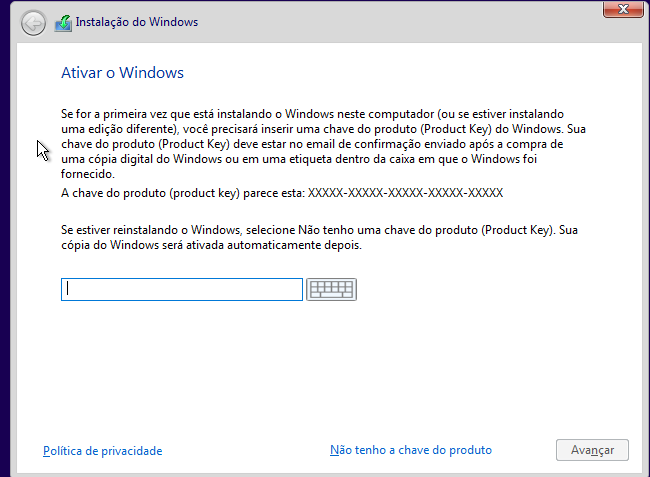 Instalação do Windows
Ativar o Windows
Se for a primeira vez que está instalando o Windows neste computador (ou se estiver instalando
uma edição diferente), você precisará inserir uma chave do produto (Product Key) do Windows. Sua
chave do produto (Product Key) deve estar no email de confirmação enviado após a compra de
uma cópia digital do Windows ou em uma etiqueta dentro da caixa em que o Windows foi
fornecido.
A chave do produto (product key) parece esta: XXXXX-XXXXX-XXXXX-XXXXX-XXXXX
Se estiver reinstalando o Windows, selecione Não tenho uma chave do produto (Product Key). Sua
cópia do Windows será ativada automaticamente depois.
Política de privacidade
Não tenho a chave do produto
Avançar